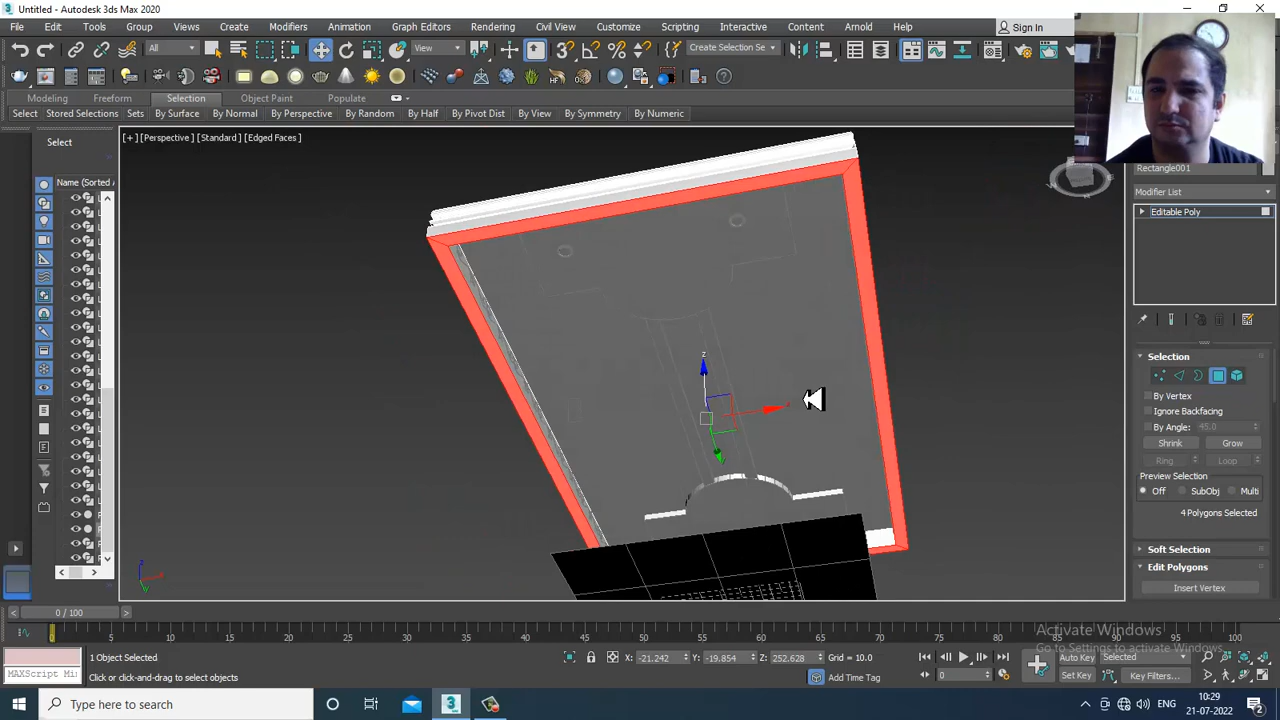 Untitled - Autodesk 3ds Max 2020
File Edit Tools Group Views Create Modifiers Animation Graph Editors Rendering Civil View Customize Scripting Interactive Content Arnold Help Sign In
All View Create Selection Se
Modeling Freeform Selection Object Paint Populate
Select Stored Selections Sets By Surface By Normal By Perspective By Random By Half By Pivot Dist By View By Symmetry By Numeric
[+] [Perspective] [Standard] [Edged Faces]
Select
Name (Sorted A
Rectangle001
Modifier List
Editable Poly
z
Selection
By Vertex
Ignore Backfacing
By Angle: 45.0
Shrink Grow
Ring Loop
Preview Selection
Off SubObj Multi
4 Polygons Selected
Soft Selection
Edit Polygons
Insert Vertex
0 / 100
0 5 10 15 20 25 30 35 40 45 50 55 60 65 70 75 80 85 90 95 100
Activate Windows
Go to Settings to activate Windows.
1 Object Selected
X: -21.242 Y: -19.854 Z: 252.628 Grid = 10.0
Auto Key Selected
MAXScript Mi
Click or click-and-drag to select objects
Add Time Tag
0
Set Key Key Filters...
Type here to search
ENG
10:29
21-07-2022
2